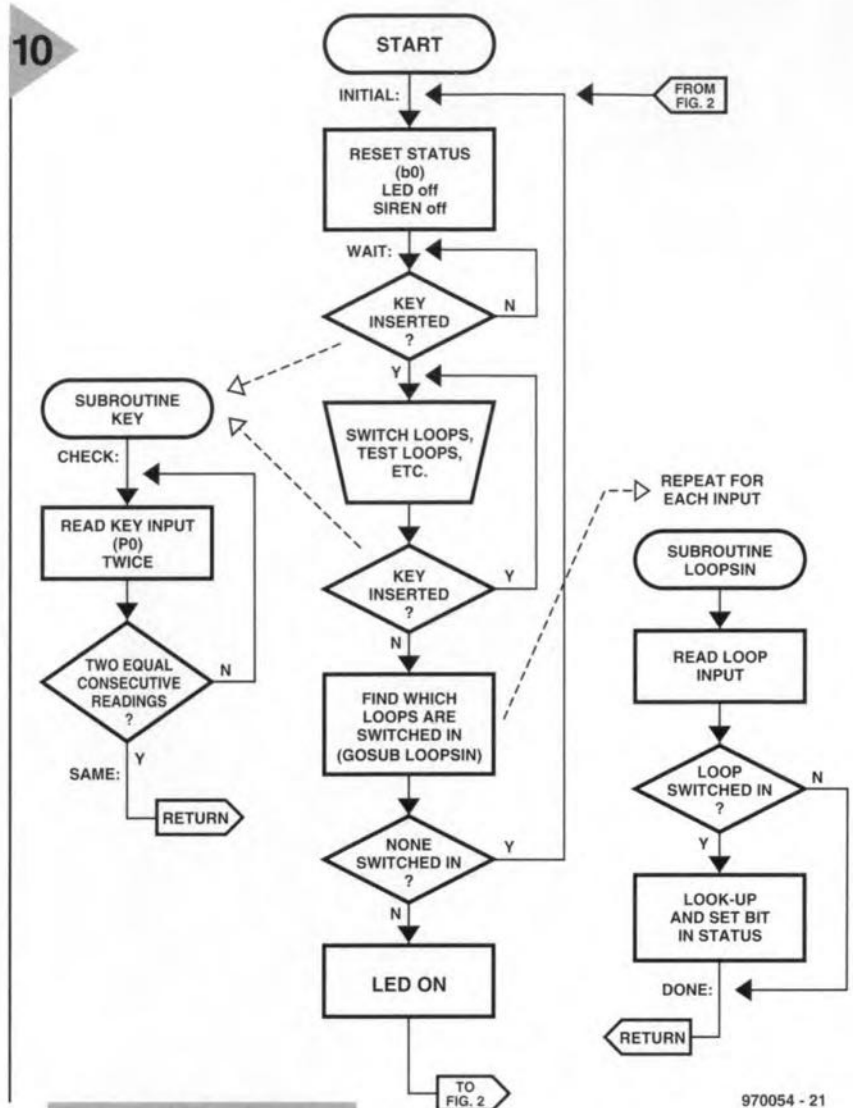 10
START
INITIAL:
FROM
FIG. 2
RESET STATUS
(b0)
LED off
SIREN off
WAIT:
KEY
INSERTED
?
N
Y
SUBROUTINE
KEY
CHECK:
READ KEY INPUT
(P0)
TWICE
TWO EQUAL
CONSECUTIVE
READINGS
?
N
Y
SAME:
RETURN
SWITCH LOOPS,
TEST LOOPS,
ETC.
KEY
INSERTED
?
Y
N
FIND WHICH
LOOPS ARE
SWITCHED IN
(GOSUB LOOPSIN)
NONE
SWITCHED IN
?
Y
N
LED ON
TO
FIG. 2
REPEAT FOR
EACH INPUT
SUBROUTINE
LOOPSIN
READ LOOP
INPUT
LOOP
SWITCHED IN
?
N
Y
LOOK-UP
AND SET BIT
IN STATUS
DONE:
RETURN
970054 - 21